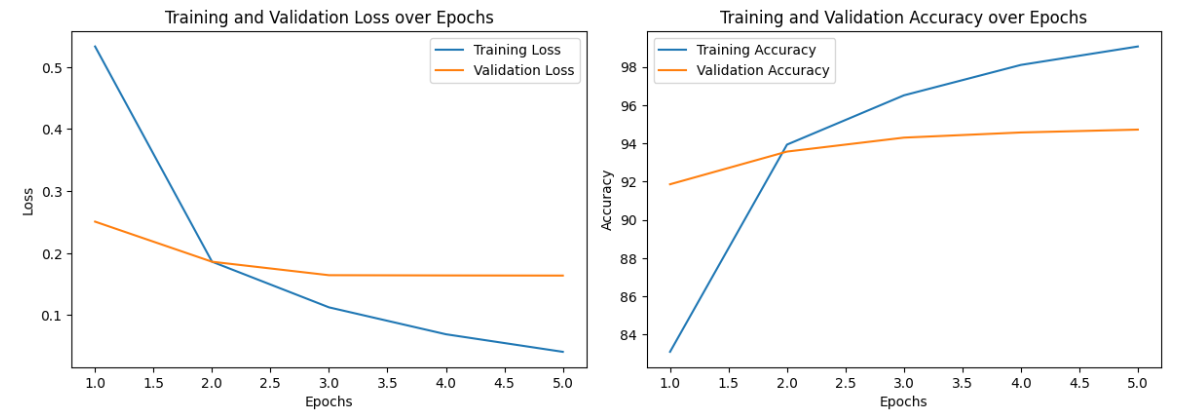 Training and Validation Loss over Epochs
Training Loss
Validation Loss
0.5
0.4
0.3
0.2
0.1
Loss
1.0 1.5 2.0 2.5 3.0 3.5 4.0 4.5 5.0
Epochs
Training and Validation Accuracy over Epochs
Training Accuracy
Validation Accuracy
98
96
94
92
90
88
86
84
Accuracy
1.0 1.5 2.0 2.5 3.0 3.5 4.0 4.5 5.0
Epochs